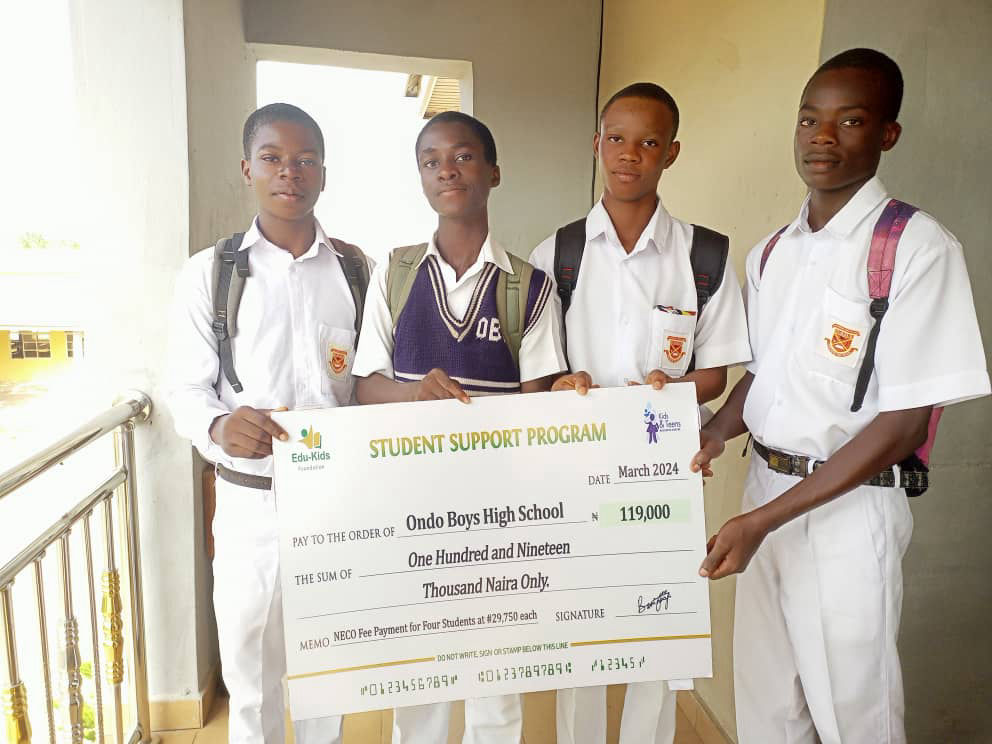 OB
Edu-Kids
Foundation
STUDENT SUPPORT PROGRAM
Kids
& Teens
DATE March 2024
PAY TO THE ORDER OF Ondo Boys High School ₦ 119,000
THE SUM OF One Hundred and Nineteen
Thousand Naira Only.
MEMO NECO Fee Payment for Four Students at #29,750 each SIGNATURE
DO NOT WRITE, SIGN OR STAMP BELOW THIS LINE
⑈0123456789⑈ ⑆0123789789⑆ ⑇12345⑇